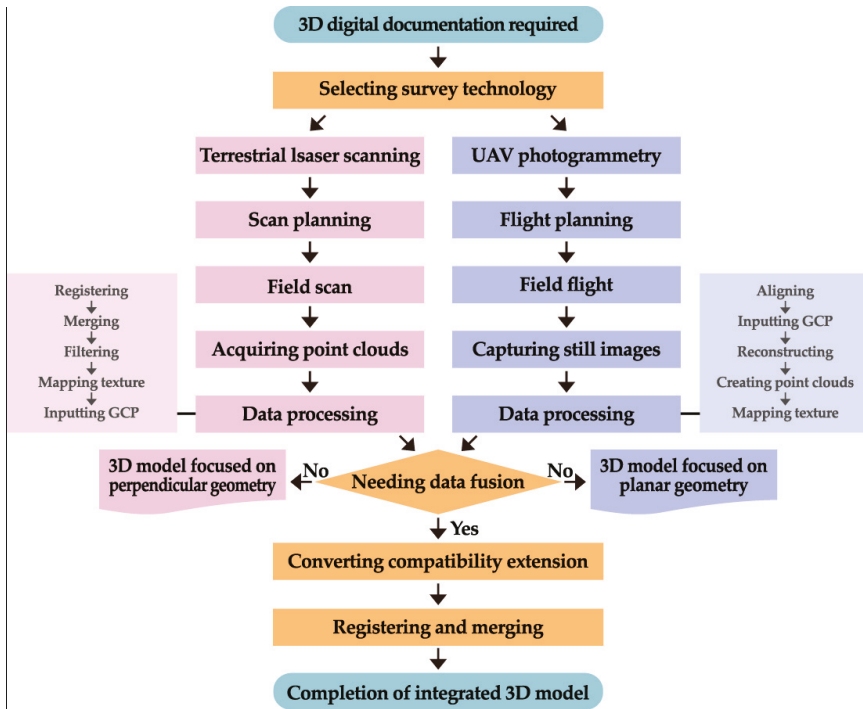 3D digital documentation required
Selecting survey technology
Terrestrial lsaser scanning
UAV photogrammetry
Scan planning
Flight planning
Field scan
Field flight
Acquiring point clouds
Capturing still images
Data processing
Data processing
Registering
Merging
Filtering
Mapping texture
Inputting GCP
Aligning
Inputting GCP
Reconstructing
Creating point clouds
Mapping texture
3D model focused on
perpendicular geometry
No
Needing data fusion
No
3D model focused on
planar geometry
Yes
Converting compatibility extension
Registering and merging
Completion of integrated 3D model